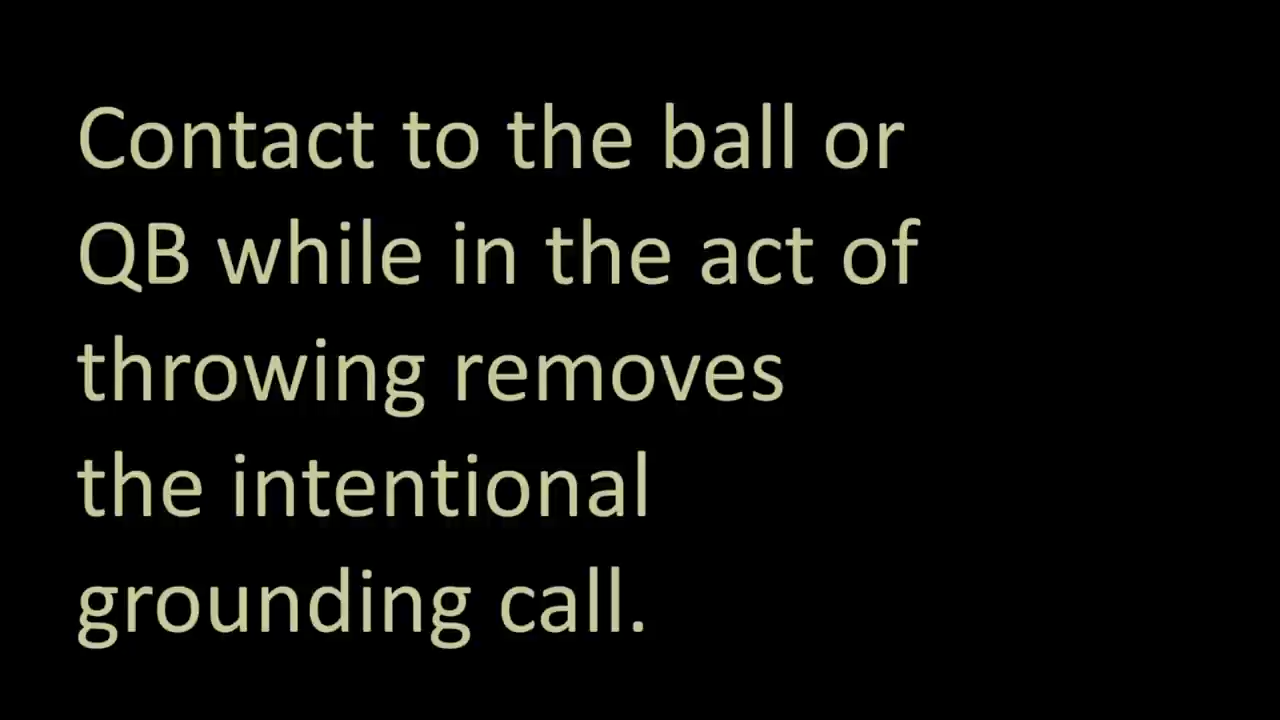 Contact to the ball or
QB while in the act of
throwing removes
the intentional
grounding call.